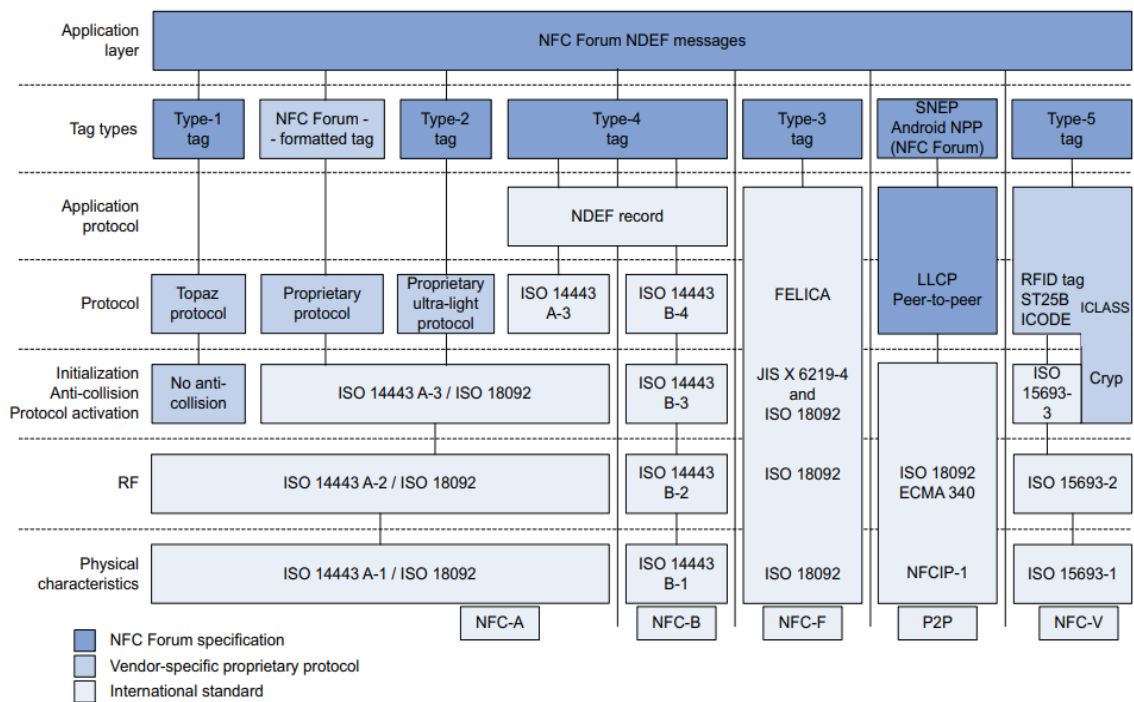 Application
layer
NFC Forum NDEF messages
Tag types
Type-1
tag
NFC Forum -
- formatted tag
Type-2
tag
Type-4
tag
Type-3
tag
SNEP
Android NPP
(NFC Forum)
Type-5
tag
Application
protocol
NDEF record
Protocol
Topaz
protocol
Proprietary
protocol
Proprietary
ultra-light
protocol
ISO 14443
A-3
ISO 14443
B-4
FELICA
LLCP
Peer-to-peer
RFID tag
ST25B
ICODE
ICLASS
Initialization
Anti-collision
Protocol activation
No anti-
collision
ISO 14443 A-3 / ISO 18092
ISO 14443
B-3
JIS X 6219-4
and
ISO 18092
ISO
15693-
3
Cryp
RF
ISO 14443 A-2 / ISO 18092
ISO 14443
B-2
ISO 18092
ISO 18092
ECMA 340
ISO 15693-2
Physical
characteristics
ISO 14443 A-1 / ISO 18092
ISO 14443
B-1
ISO 18092
NFCIP-1
ISO 15693-1
NFC-A
NFC-B
NFC-F
P2P
NFC-V
NFC Forum specification
Vendor-specific proprietary protocol
International standard